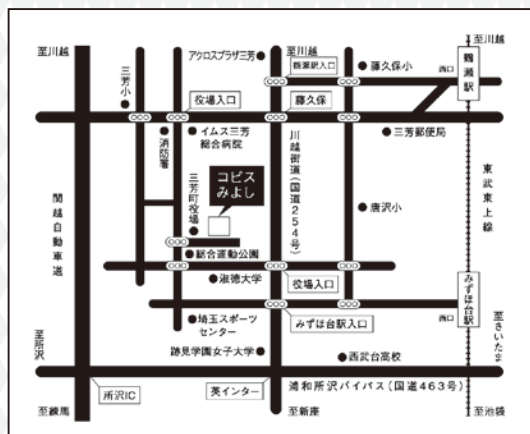 至川越
アクロスプラザ三芳
至川越
至川越
鶴瀬駅入口
藤久保小
西口
鶴瀬駅
三芳小
役場入口
藤久保
消防署
イムス三芳
総合病院
三芳郵便局
川越街道(国道254号)
東武東上線
コピス
みよし
三芳町役場
唐沢小
関越自動車道
総合運動公園
淑徳大学
役場入口
みずほ台駅
埼玉スポーツ
センター
みずほ台駅入口
西口
至所沢
至さいたま
跡見学園女子大学
西武台高校
所沢IC
英インター
浦和所沢バイパス(国道463号)
至練馬
至新座
至池袋